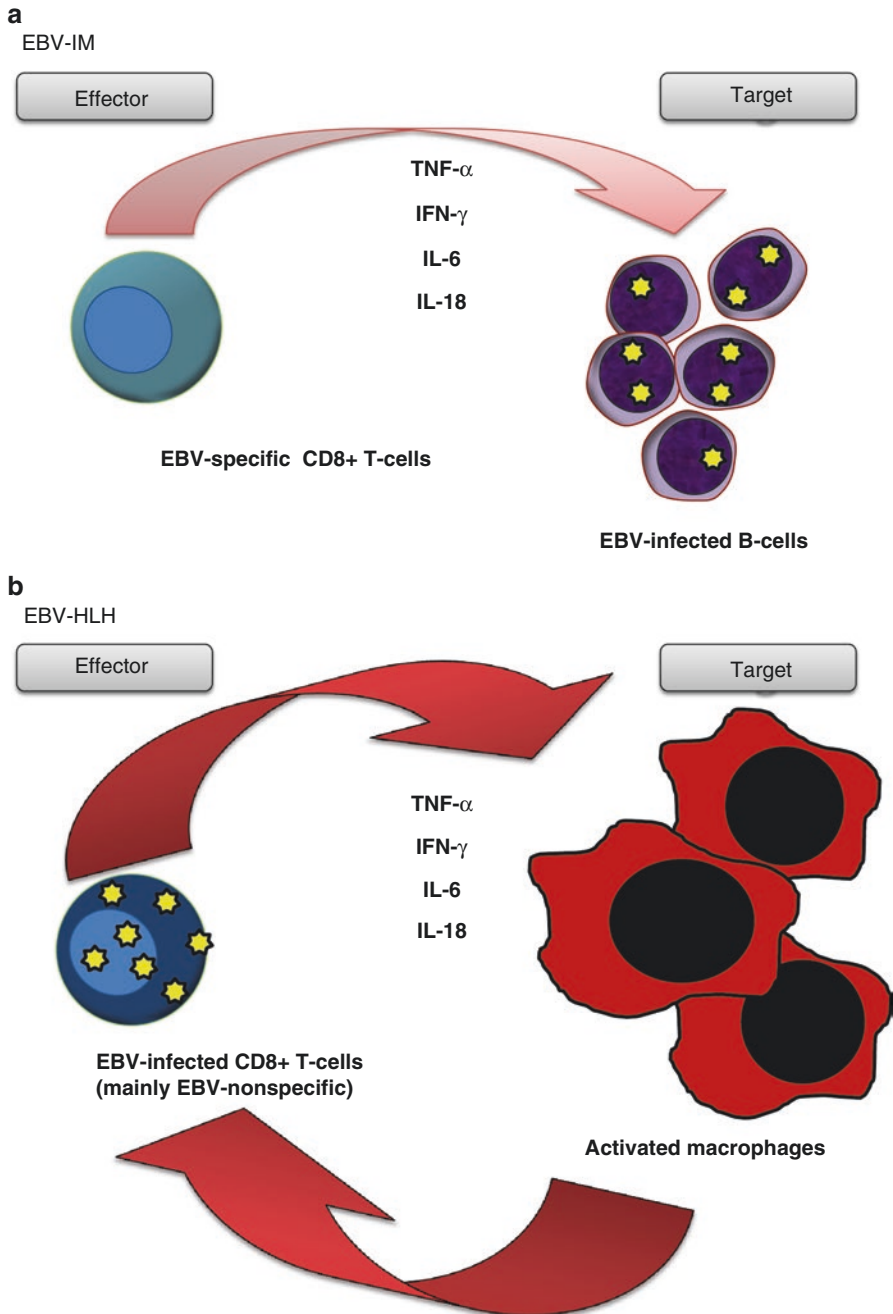 a
EBV-IM
Effector
Target
TNF-α
IFN-γ
IL-6
IL-18
EBV-specific CD8+ T-cells
EBV-infected B-cells
b
EBV-HLH
Effector
Target
TNF-α
IFN-γ
IL-6
IL-18
EBV-infected CD8+ T-cells
(mainly EBV-nonspecific)
Activated macrophages